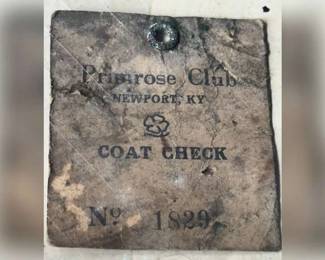 Primrose Club
NEWPORT, KY
COAT CHECK
Nº 1829